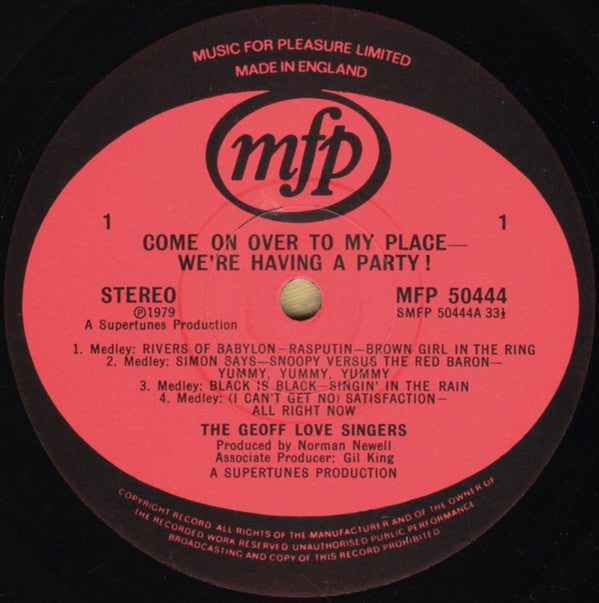 MUSIC FOR PLEASURE LIMITED
MADE IN ENGLAND
mfp
1
1
COME ON OVER TO MY PLACE—
WE'RE HAVING A PARTY!
STEREO
MFP 50444
℗1979
SMFP 50444A 33⅓
A Supertunes Production
1. Medley: RIVERS OF BABYLON—RASPUTIN—BROWN GIRL IN THE RING
2. Medley: SIMON SAYS—SNOOPY VERSUS THE RED BARON—
YUMMY, YUMMY, YUMMY
3. Medley: BLACK IS BLACK—SINGIN' IN THE RAIN
4. Medley: (I CAN'T GET NO) SATISFACTION—
ALL RIGHT NOW
THE GEOFF LOVE SINGERS
Produced by Norman Newell
Associate Producer: Gil King
A SUPERTUNES PRODUCTION
COPYRIGHT RECORD. ALL RIGHTS OF THE MANUFACTURER AND OF THE OWNER OF
THE RECORDED WORK RESERVED. UNAUTHORISED PUBLIC PERFORMANCE
BROADCASTING AND COPY OF THIS RECORD PROHIBITED